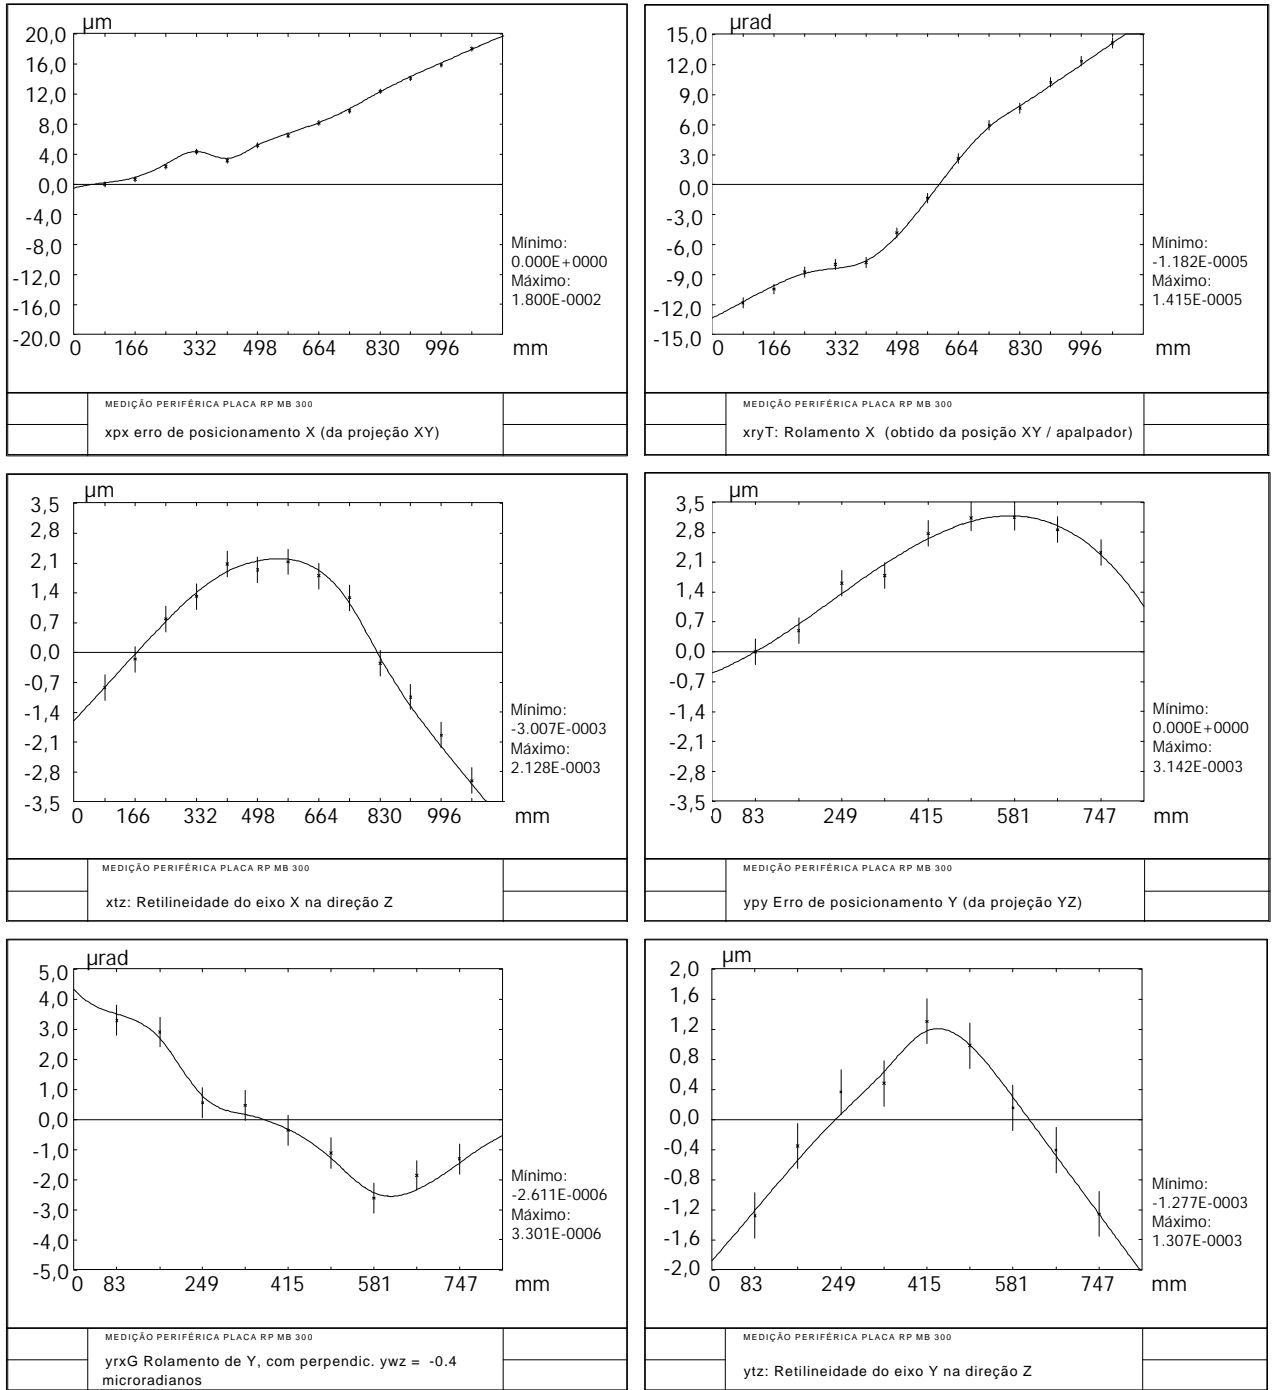 µm
20,0
16,0
12,0
8,0
4,0
0,0
-4,0
-8,0
-12,0
-16,0
-20,0
0 166 332 498 664 830 996 mm
Mínimo:
0.000E+0000
Máximo:
1.800E-0002
MEDIÇÃO PERIFÉRICA PLACA RP MB 300
xpx erro de posicionamento X (da projeção XY)
µrad
15,0
12,0
9,0
6,0
3,0
0,0
-3,0
-6,0
-9,0
-12,0
-15,0
0 166 332 498 664 830 996 mm
Mínimo:
-1.182E-0005
Máximo:
1.415E-0005
MEDIÇÃO PERIFÉRICA PLACA RP MB 300
xryT: Rolamento X (obtido da posição XY / apalpador)
µm
3,5
2,8
2,1
1,4
0,7
0,0
-0,7
-1,4
-2,1
-2,8
-3,5
0 166 332 498 664 830 996 mm
Mínimo:
-3.007E-0003
Máximo:
2.128E-0003
MEDIÇÃO PERIFÉRICA PLACA RP MB 300
xtz: Retilineidade do eixo X na direção Z
µm
3,5
2,8
2,1
1,4
0,7
0,0
-0,7
-1,4
-2,1
-2,8
-3,5
0 83 249 415 581 747 mm
Mínimo:
0.000E+0000
Máximo:
3.142E-0003
MEDIÇÃO PERIFÉRICA PLACA RP MB 300
ypy Erro de posicionamento Y (da projeção YZ)
µrad
5,0
4,0
3,0
2,0
1,0
0,0
-1,0
-2,0
-3,0
-4,0
-5,0
0 83 249 415 581 747 mm
Mínimo:
-2.611E-0006
Máximo:
3.301E-0006
MEDIÇÃO PERIFÉRICA PLACA RP MB 300
yrxG Rolamento de Y, com perpendic. ywz = -0.4
microradianos
µm
2,0
1,6
1,2
0,8
0,4
0,0
-0,4
-0,8
-1,2
-1,6
-2,0
0 83 249 415 581 747 mm
Mínimo:
-1.277E-0003
Máximo:
1.307E-0003
MEDIÇÃO PERIFÉRICA PLACA RP MB 300
ytz: Retilineidade do eixo Y na direção Z